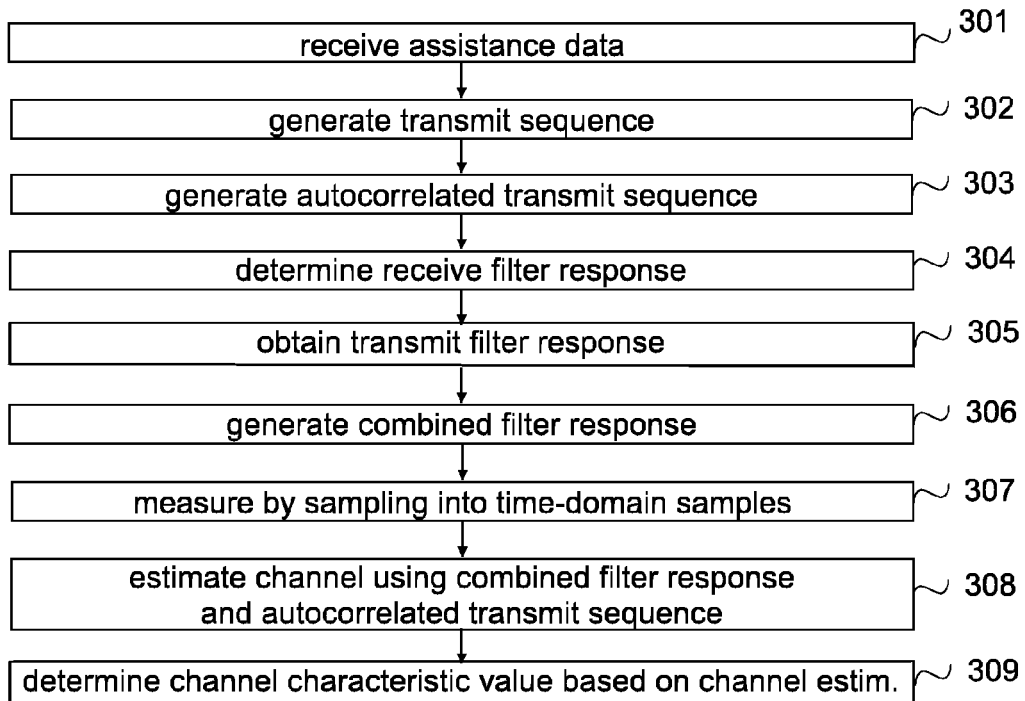 receive assistance data 301
generate transmit sequence 302
generate autocorrelated transmit sequence 303
determine receive filter response 304
obtain transmit filter response 305
generate combined filter response 306
measure by sampling into time-domain samples 307
estimate channel using combined filter response
and autocorrelated transmit sequence 308
determine channel characteristic value based on channel estim. 309